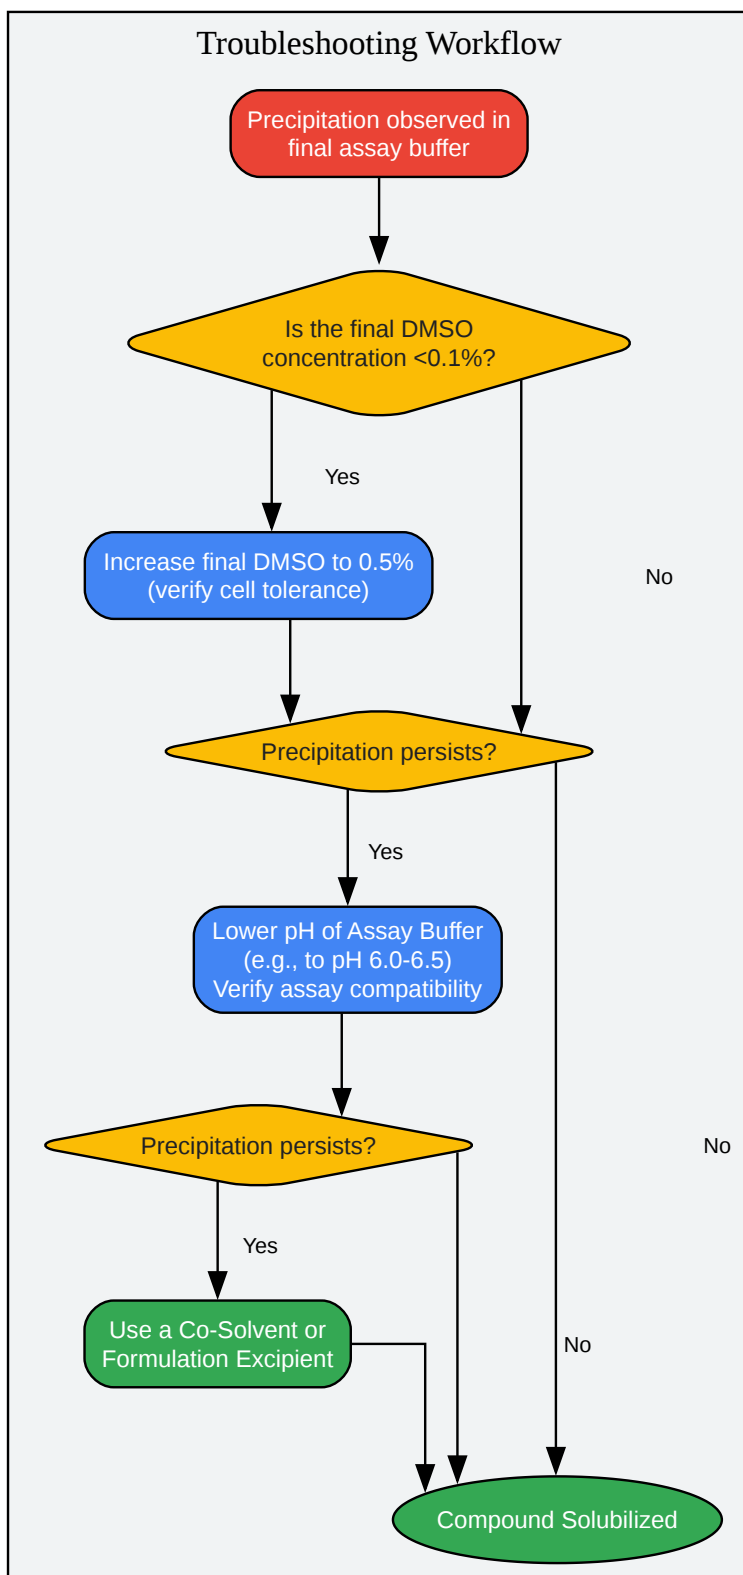 Troubleshooting Workflow
Precipitation observed in
final assay buffer
Is the final DMSO
concentration <0.1%?
Yes
Increase final DMSO to 0.5%
(verify cell tolerance)
No
Precipitation persists?
Yes
Lower pH of Assay Buffer
(e.g., to pH 6.0-6.5)
Verify assay compatibility
Precipitation persists?
No
Yes
Use a Co-Solvent or
Formulation Excipient
No
Compound Solubilized